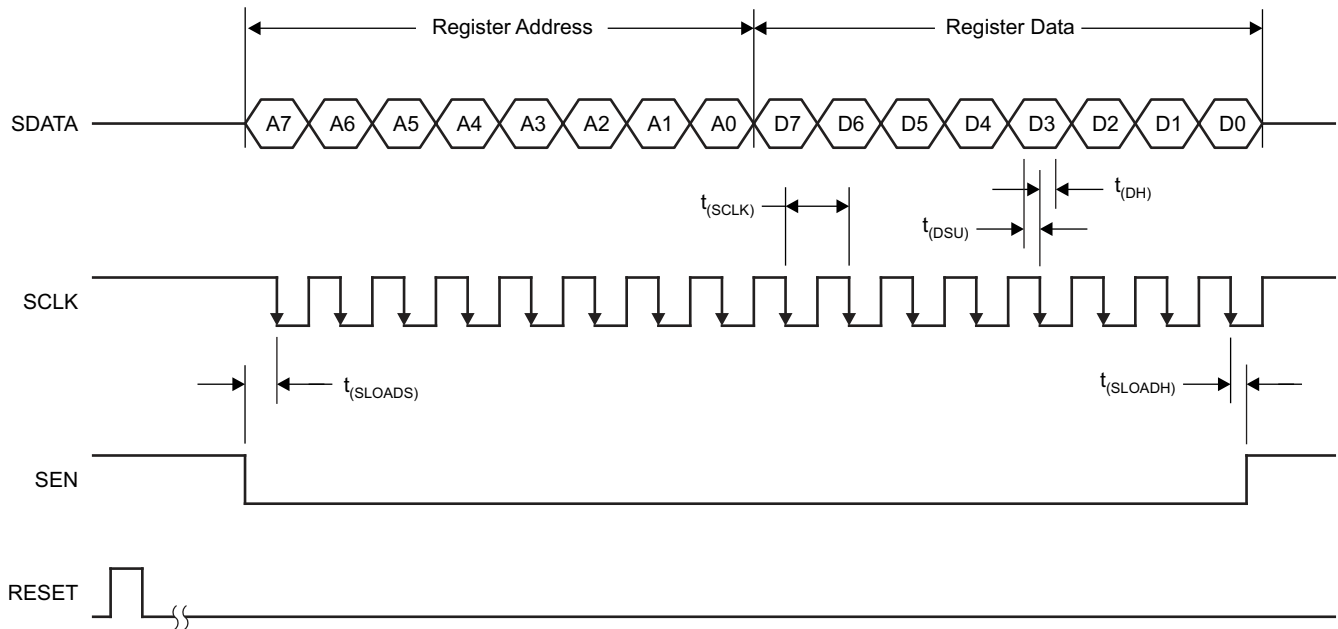 Register Address Register Data
SDATA A7 A6 A5 A4 A3 A2 A1 A0 D7 D6 D5 D4 D3 D2 D1 D0
t(SCLK) t(DH)
t(DSU)
SCLK
t(SLOADS) t(SLOADH)
SEN
RESET